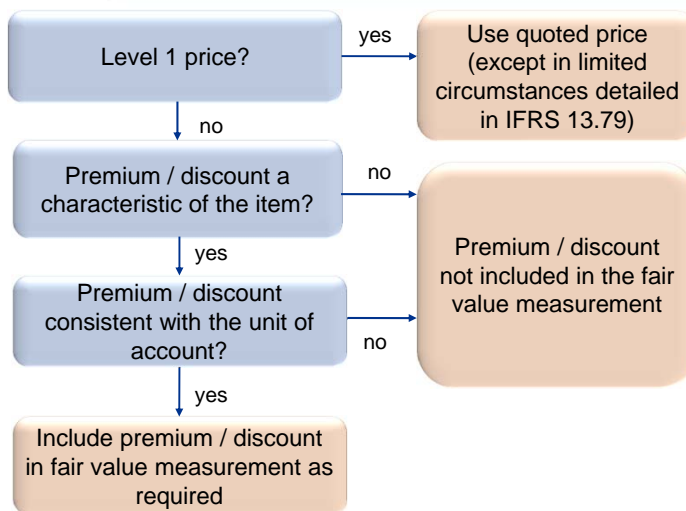 Level 1 price?
yes
Use quoted price
(except in limited
circumstances detailed
in IFRS 13.79)
no
Premium / discount a
characteristic of the item?
no
Premium / discount
not included in the fair
value measurement
yes
Premium / discount
consistent with the unit of
account?
no
yes
Include premium / discount
in fair value measurement as
required